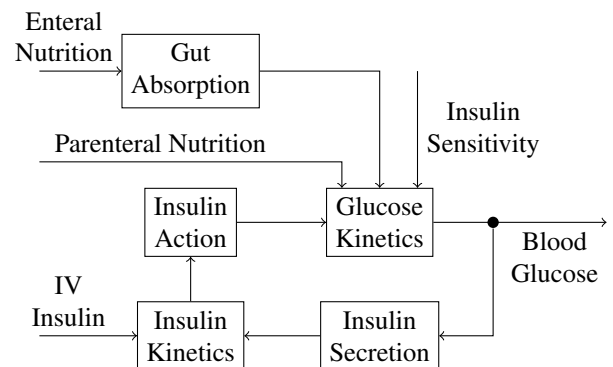 Enteral
Nutrition
Gut
Absorption
Insulin
Sensitivity
Parenteral Nutrition
Insulin
Action
Glucose
Kinetics
Blood
Glucose
IV
Insulin
Insulin
Kinetics
Insulin
Secretion